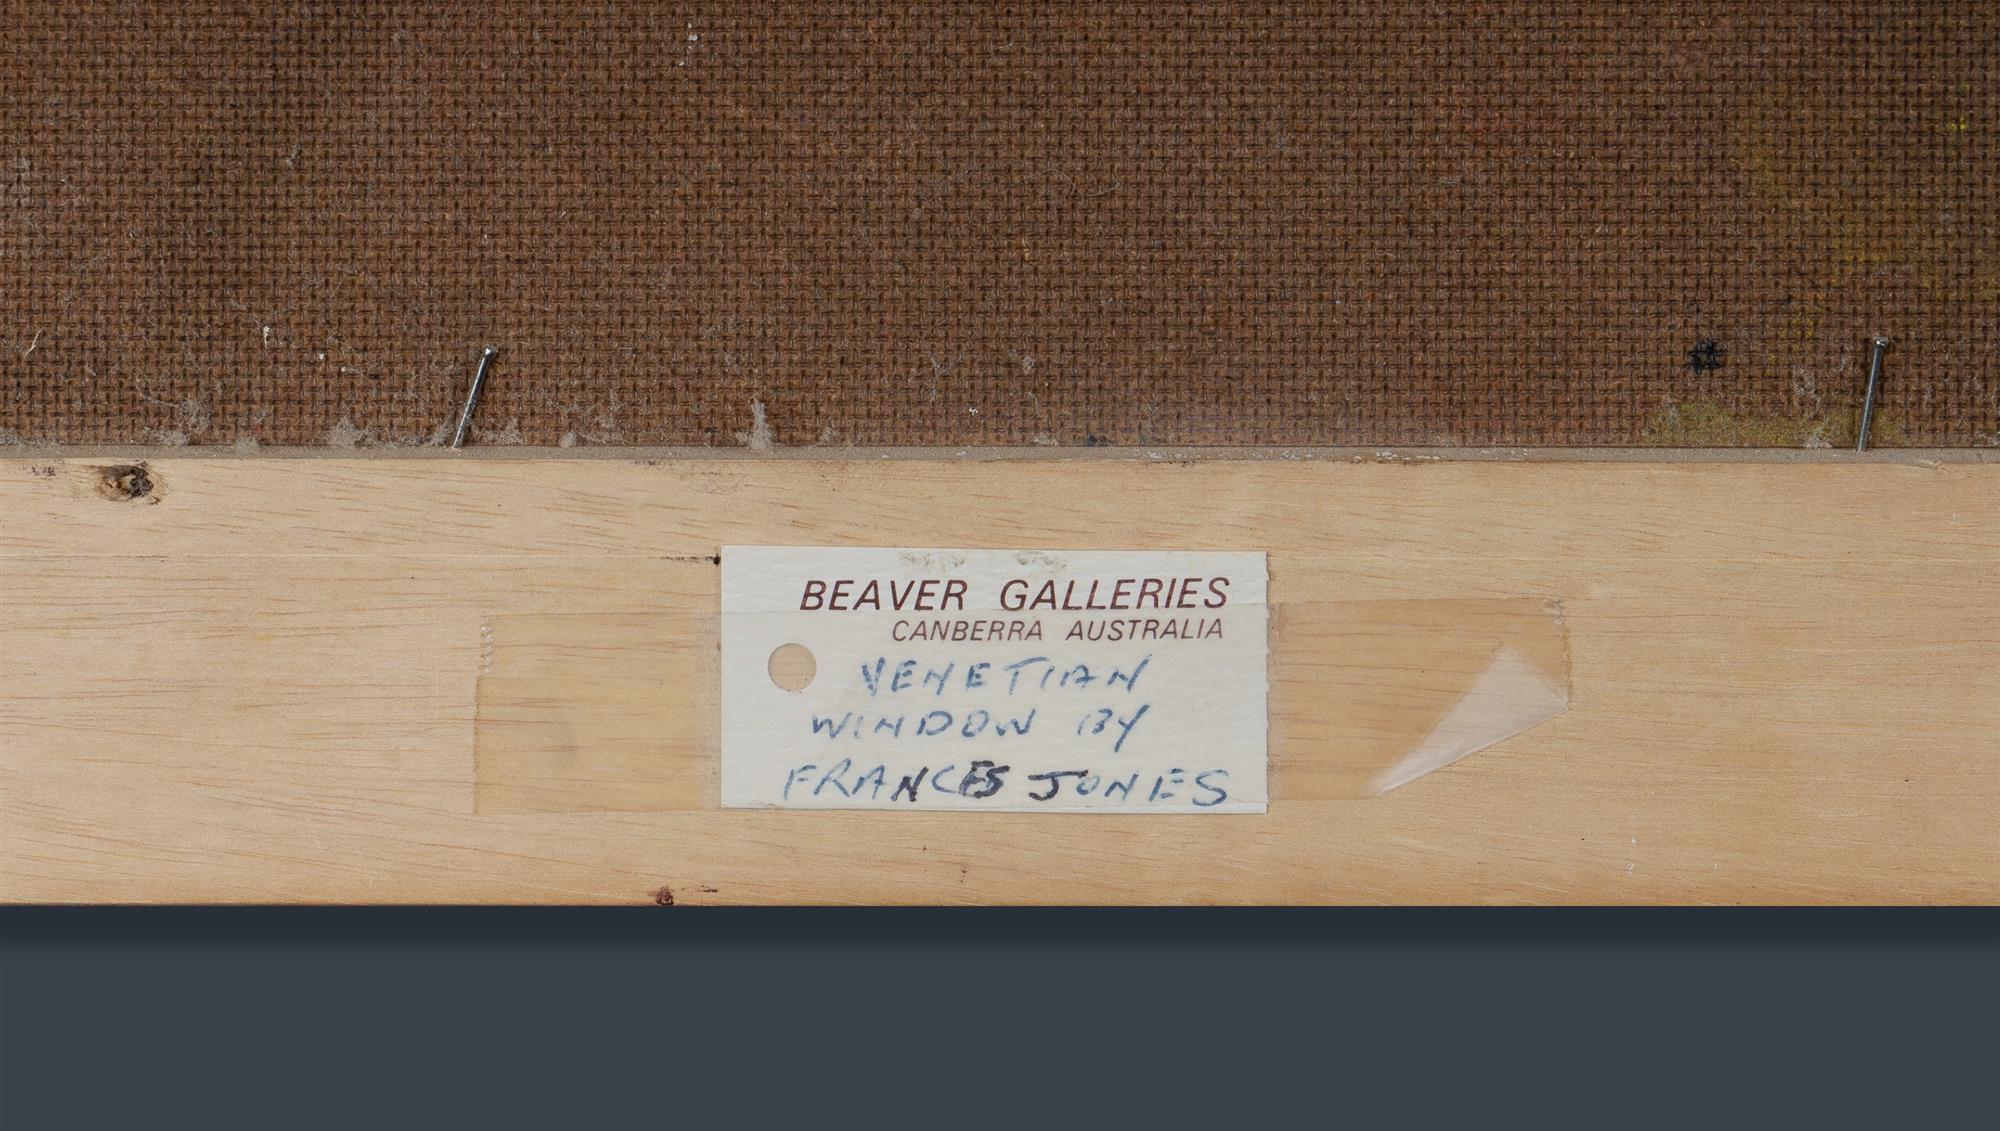 BEAVER GALLERIES
CANBERRA AUSTRALIA
VENETIAN
WINDOW BY
FRANCES JONES